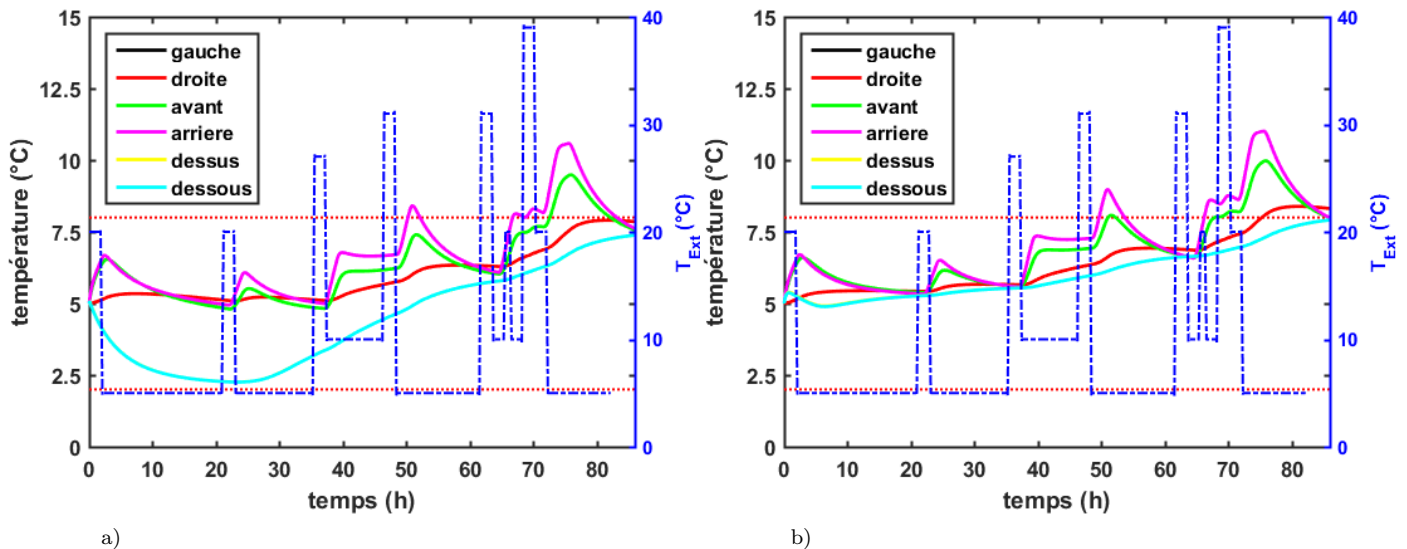 15
12.5
10
7.5
5
2.5
0
température (°C)
gauche
droite
avant
arriere
dessus
dessous
40
30
20
10
0
T_Ext (°C)
0 10 20 30 40 50 60 70 80
temps (h)
a)
15
12.5
10
7.5
5
2.5
0
température (°C)
gauche
droite
avant
arriere
dessus
dessous
40
30
20
10
0
T_Ext (°C)
0 10 20 30 40 50 60 70 80
temps (h)
b)